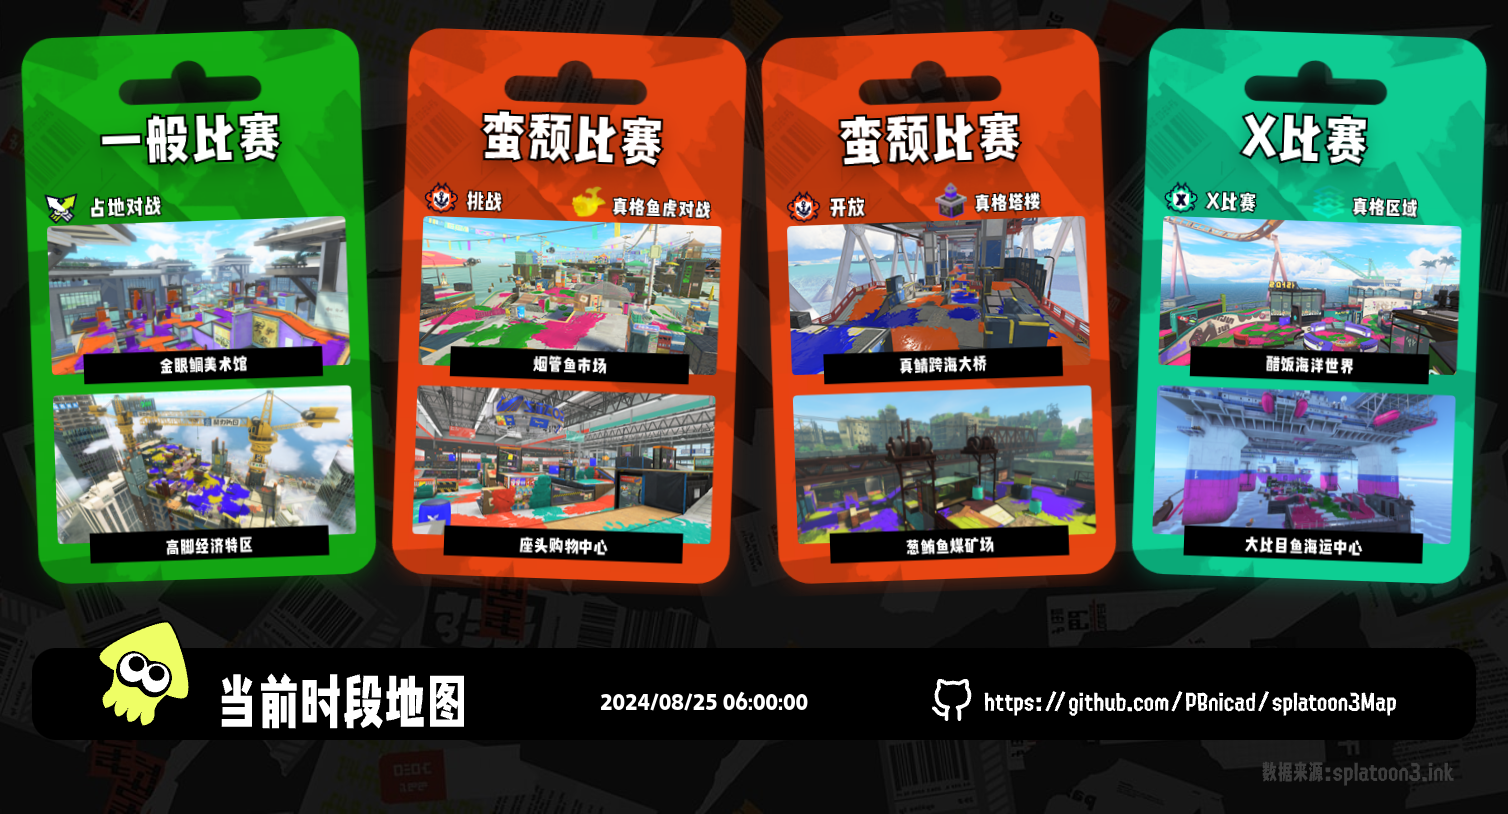 一般比赛
占地对战
金眼鲷美术馆
高脚经济特区
蛮颓比赛
挑战
真格鱼虎对战
烟管鱼市场
座头购物中心
蛮颓比赛
开放
真格塔楼
真鲭跨海大桥
葱鲔鱼煤矿场
X比赛
X比赛
真格区域
醋饭海洋世界
大比目鱼海运中心
当前时段地图
2024/08/25 06:00:00
https://github.com/PBnicad/splatoon3Map
数据来源:splatoon3.ink